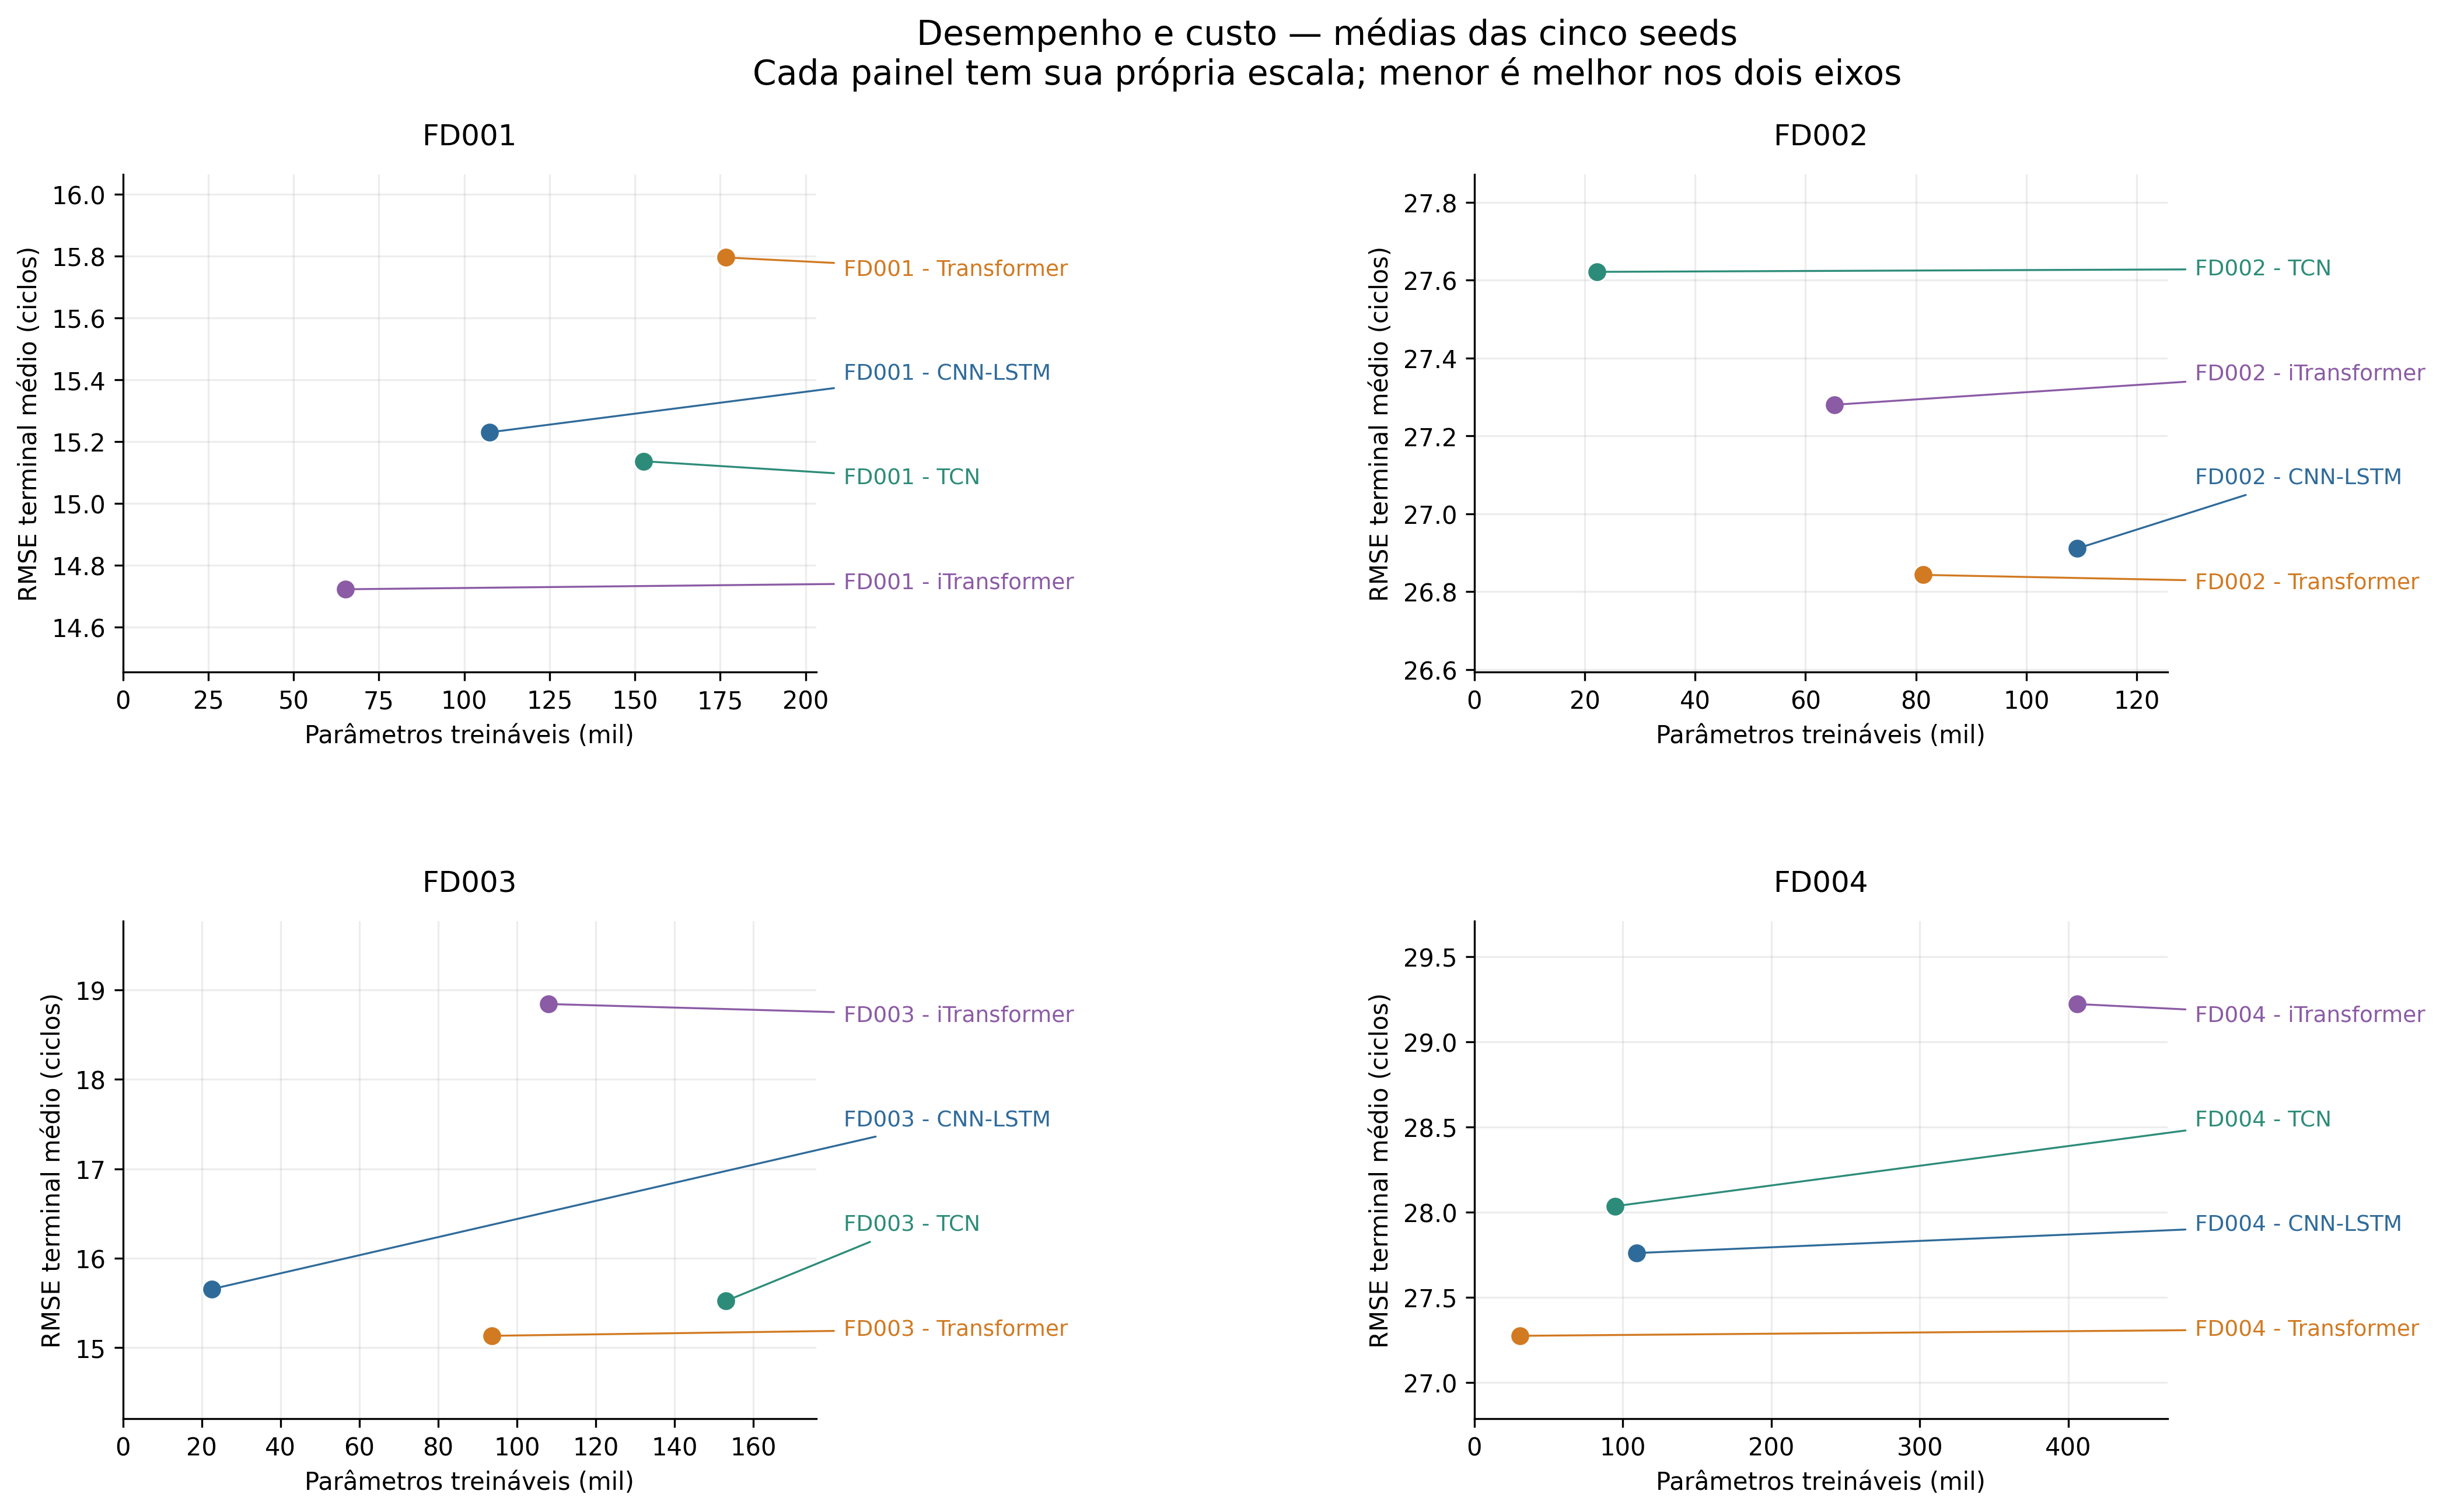 Desempenho e custo — médias das cinco seeds
Cada painel tem sua própria escala; menor é melhor nos dois eixos
FD001
RMSE terminal médio (ciclos)
16.0
15.8
15.6
15.4
15.2
15.0
14.8
14.6
FD001 - Transformer
FD001 - CNN-LSTM
FD001 - TCN
FD001 - iTransformer
0 25 50 75 100 125 150 175 200
Parâmetros treináveis (mil)
FD002
RMSE terminal médio (ciclos)
27.8
27.6
27.4
27.2
27.0
26.8
26.6
FD002 - TCN
FD002 - iTransformer
FD002 - CNN-LSTM
FD002 - Transformer
0 20 40 60 80 100 120
Parâmetros treináveis (mil)
FD003
RMSE terminal médio (ciclos)
19
18
17
16
15
FD003 - iTransformer
FD003 - CNN-LSTM
FD003 - TCN
FD003 - Transformer
0 20 40 60 80 100 120 140 160
Parâmetros treináveis (mil)
FD004
RMSE terminal médio (ciclos)
29.5
29.0
28.5
28.0
27.5
27.0
FD004 - iTransformer
FD004 - TCN
FD004 - CNN-LSTM
FD004 - Transformer
0 100 200 300 400
Parâmetros treináveis (mil)